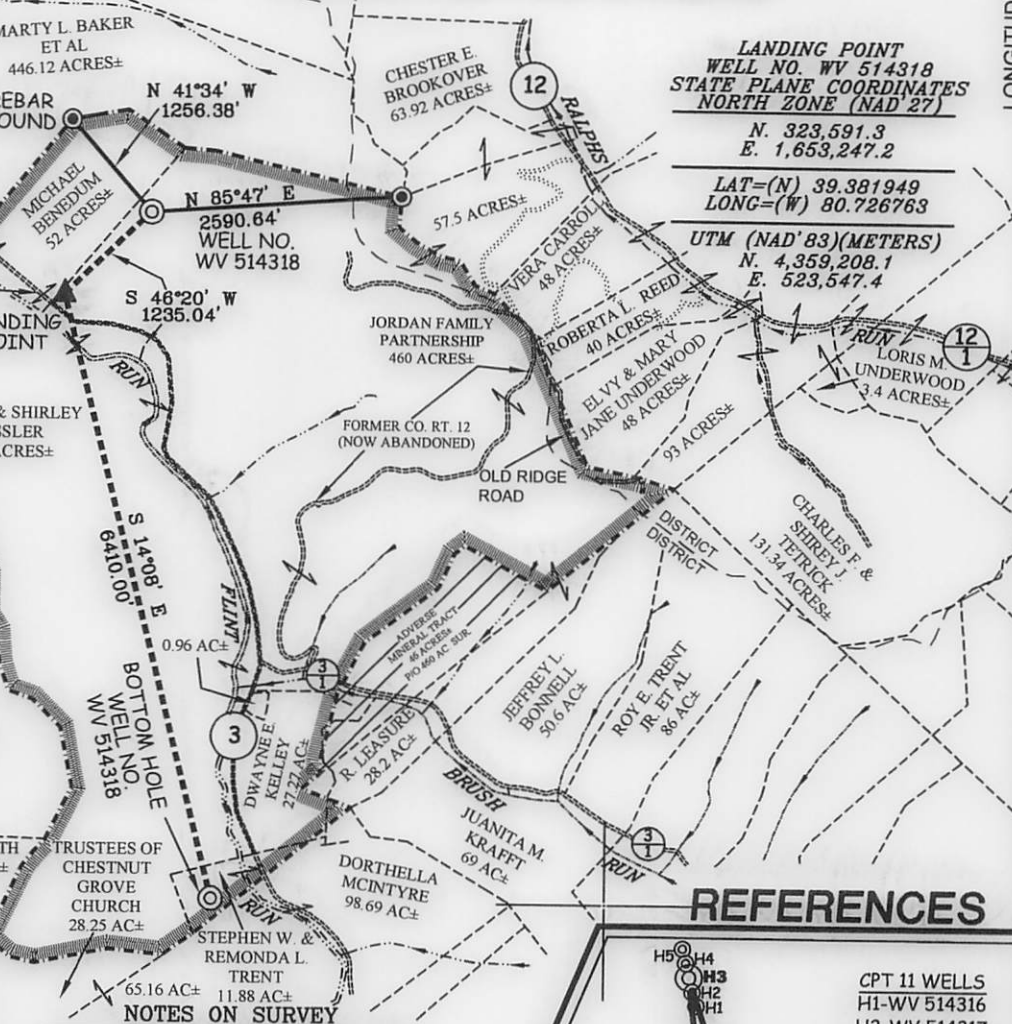 MARTY L. BAKER
ET AL
446.12 ACRES±
N 41°34' W
1256.38'
CHESTER E.
BROOKOVER
63.92 ACRES±
12
RALPHS
LANDING POINT
WELL NO. WV 514318
STATE PLANE COORDINATES
NORTH ZONE (NAD'27)
N. 323,591.3
E. 1,653,247.2
LAT=(N) 39.381949
LONG=(W) 80.726763
UTM (NAD'83)(METERS)
N. 4,359,208.1
E. 523,547.4
MICHAEL
BENEDUM
52 ACRES±
N 85°47' E
2590.64'
WELL NO.
WV 514318
57.5 ACRES±
VERA CARROLL
48 ACRES±
ROBERTA L. REED
40 ACRES±
ELVY & MARY
JANE UNDERWOOD
48 ACRES±
93 ACRES±
RUN
12
1
LORIS M.
UNDERWOOD
3.4 ACRES±
S 46°20' W
1235.04'
JORDAN FAMILY
PARTNERSHIP
460 ACRES±
RUN
& SHIRLEY
FORMER CO. RT. 12
(NOW ABANDONED)
OLD RIDGE
ROAD
DISTRICT
DISTRICT
CHARLES F. &
SHIREY J.
TETRICK
131.34 ACRES±
S 14°08' E
6410.00'
FLINT
0.96 AC±
ADVERSE
MINERAL TRACT
46 ACRES±
P/O 460 AC. SUR
3
1
3
BOTTOM HOLE
WELL NO.
WV 514318
DWAYNE E.
KELLEY
27.27 AC±
R. LEASURE
28.2 AC±
JEFFREY L.
BONNELL
50.6 AC±
ROY E. TRENT
JR. ET AL
86 AC±
BRUSH
JUANITA M.
KRAFFT
69 AC±
3
1
RUN
TRUSTEES OF
CHESTNUT
GROVE
CHURCH
28.25 AC±
DORTHELLA
MCINTYRE
98.69 AC±
RUN
STEPHEN W. &
REMONDA L.
TRENT
11.88 AC±
65.16 AC±
NOTES ON SURVEY
REFERENCES
H5
H4
H3
H2
H1
CPT 11 WELLS
H1-WV 514316